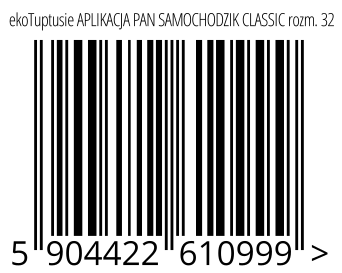 ekoTuptusie APLIKACJA PAN SAMOCHODZIK CLASSIC rozm. 32
5 904422 610999 >